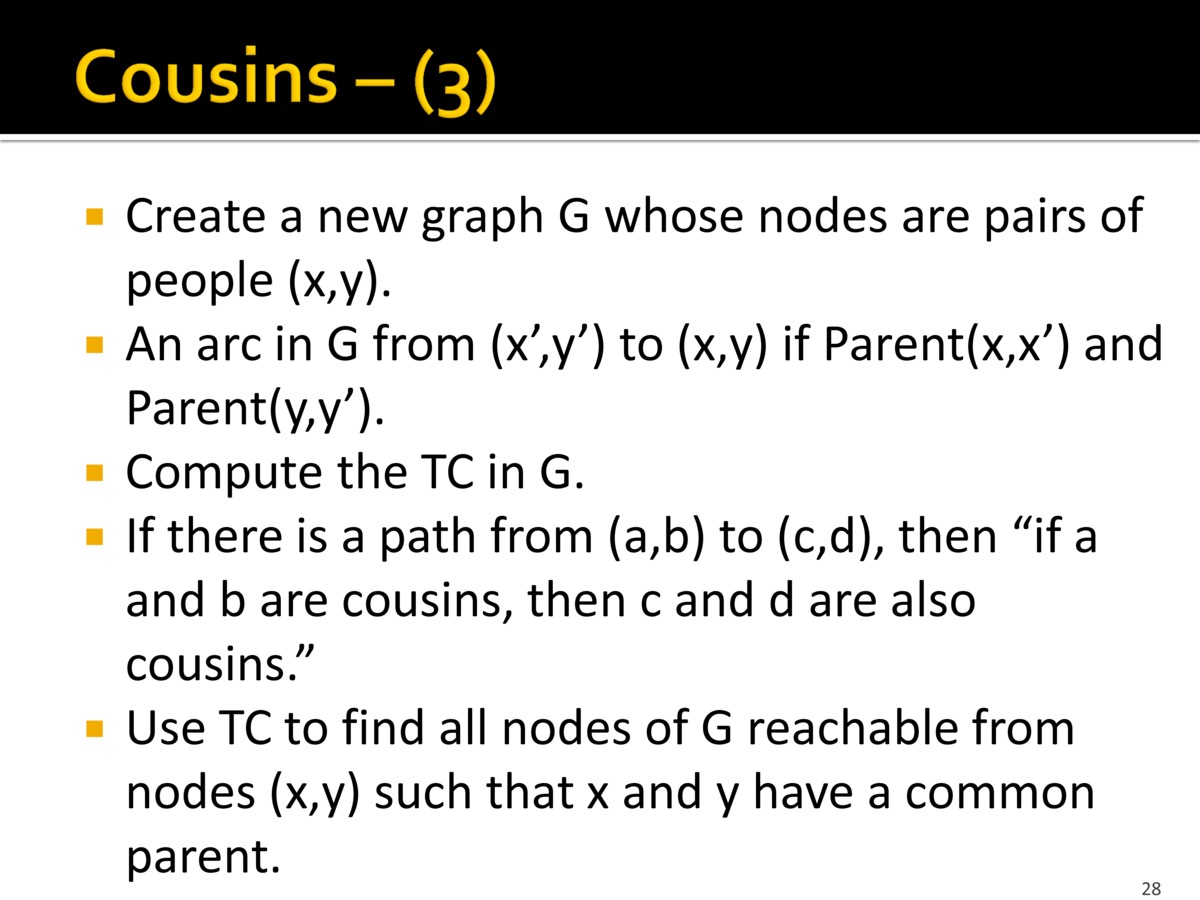 Cousins – (3)
Create a new graph G whose nodes are pairs of
people (x,y).
An arc in G from (x’,y’) to (x,y) if Parent(x,x’) and
Parent(y,y’).
Compute the TC in G.
If there is a path from (a,b) to (c,d), then “if a
and b are cousins, then c and d are also
cousins.”
Use TC to find all nodes of G reachable from
nodes (x,y) such that x and y have a common
parent.
28